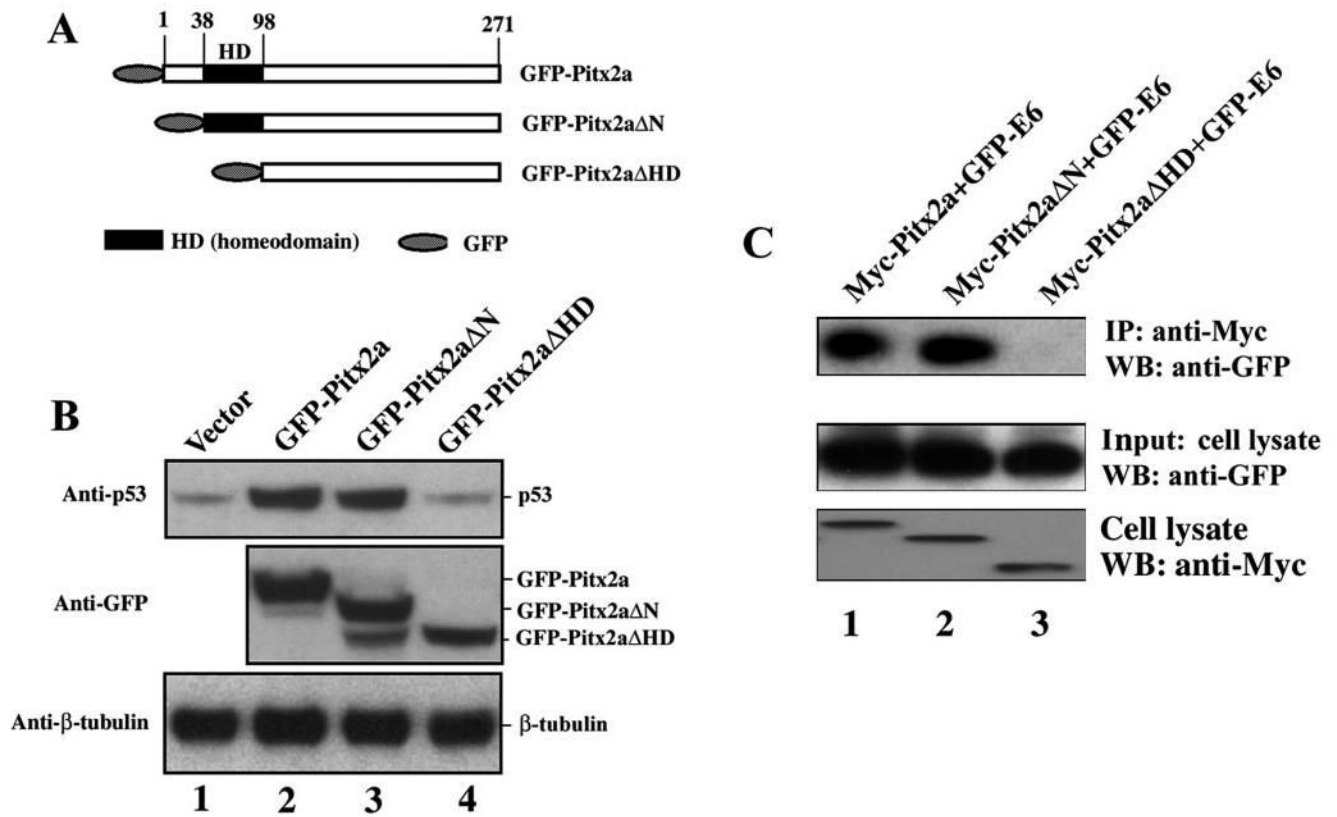 A
1 38 98 271
HD
GFP-Pitx2a
GFP-Pitx2aΔN
GFP-Pitx2aΔHD
HD (homeodomain) GFP
B
Vector
GFP-Pitx2a
GFP-Pitx2aΔN
GFP-Pitx2aΔHD
Anti-p53 p53
Anti-GFP
GFP-Pitx2a
GFP-Pitx2aΔN
GFP-Pitx2aΔHD
Anti-β-tubulin β-tubulin
1 2 3 4
C
Myc-Pitx2a+GFP-E6
Myc-Pitx2aΔN+GFP-E6
Myc-Pitx2aΔHD+GFP-E6
IP: anti-Myc
WB: anti-GFP
Input: cell lysate
WB: anti-GFP
Cell lysate
WB: anti-Myc
1 2 3